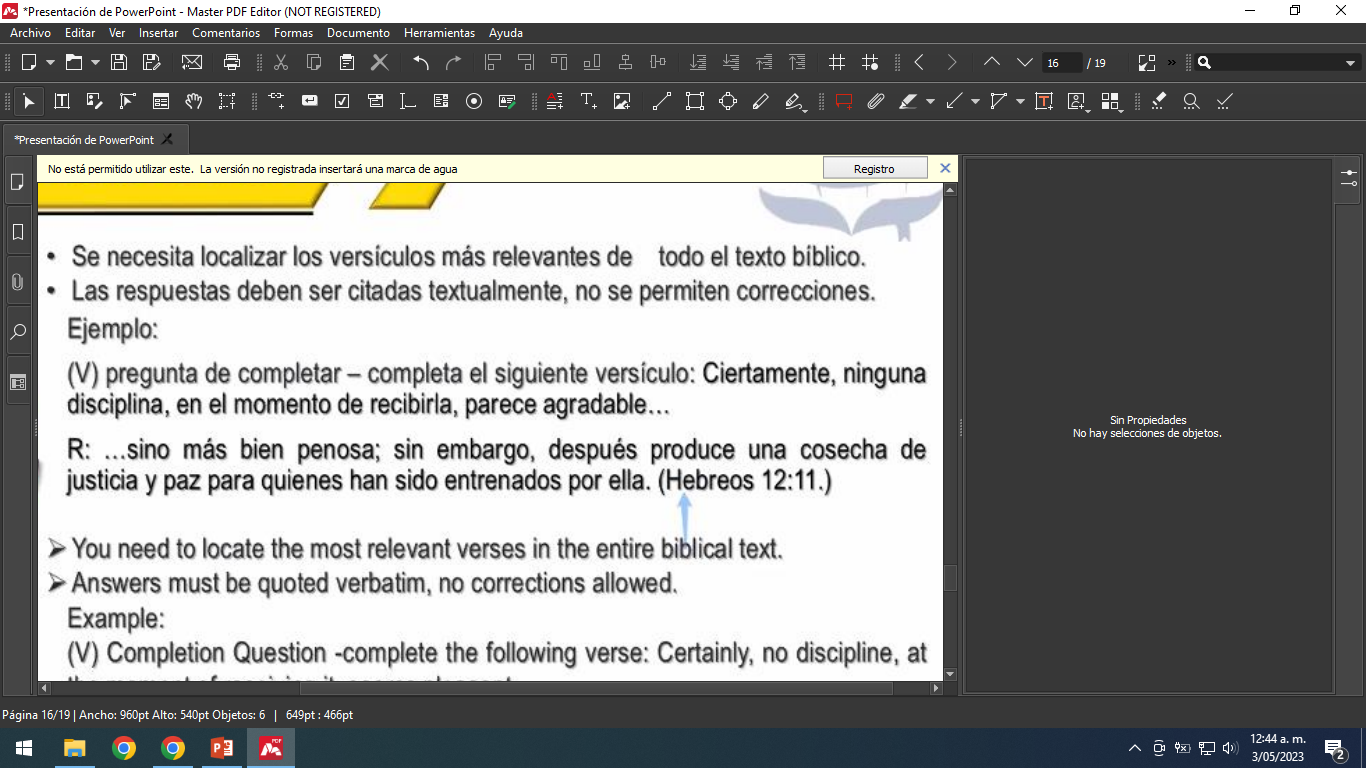 *Presentación de PowerPoint - Master PDF Editor (NOT REGISTERED)
Archivo Editar Ver Insertar Comentarios Formas Documento Herramientas Ayuda
16 / 19
*Presentación de PowerPoint
No está permitido utilizar este. La versión no registrada insertará una marca de agua
Registro
• Se necesita localizar los versículos más relevantes de todo el texto bíblico.
• Las respuestas deben ser citadas textualmente, no se permiten correcciones.
Ejemplo:
(V) pregunta de completar – completa el siguiente versículo: Ciertamente, ninguna
disciplina, en el momento de recibirla, parece agradable…
R: …sino más bien penosa; sin embargo, después produce una cosecha de
justicia y paz para quienes han sido entrenados por ella. (Hebreos 12:11.)
➢ You need to locate the most relevant verses in the entire biblical text.
➢ Answers must be quoted verbatim, no corrections allowed.
Example:
(V) Completion Question -complete the following verse: Certainly, no discipline, at
Sin Propiedades
No hay selecciones de objetos.
Página 16/19 | Ancho: 960pt Alto: 540pt Objetos: 6 | 649pt : 466pt
12:44 a. m.
3/05/2023
2